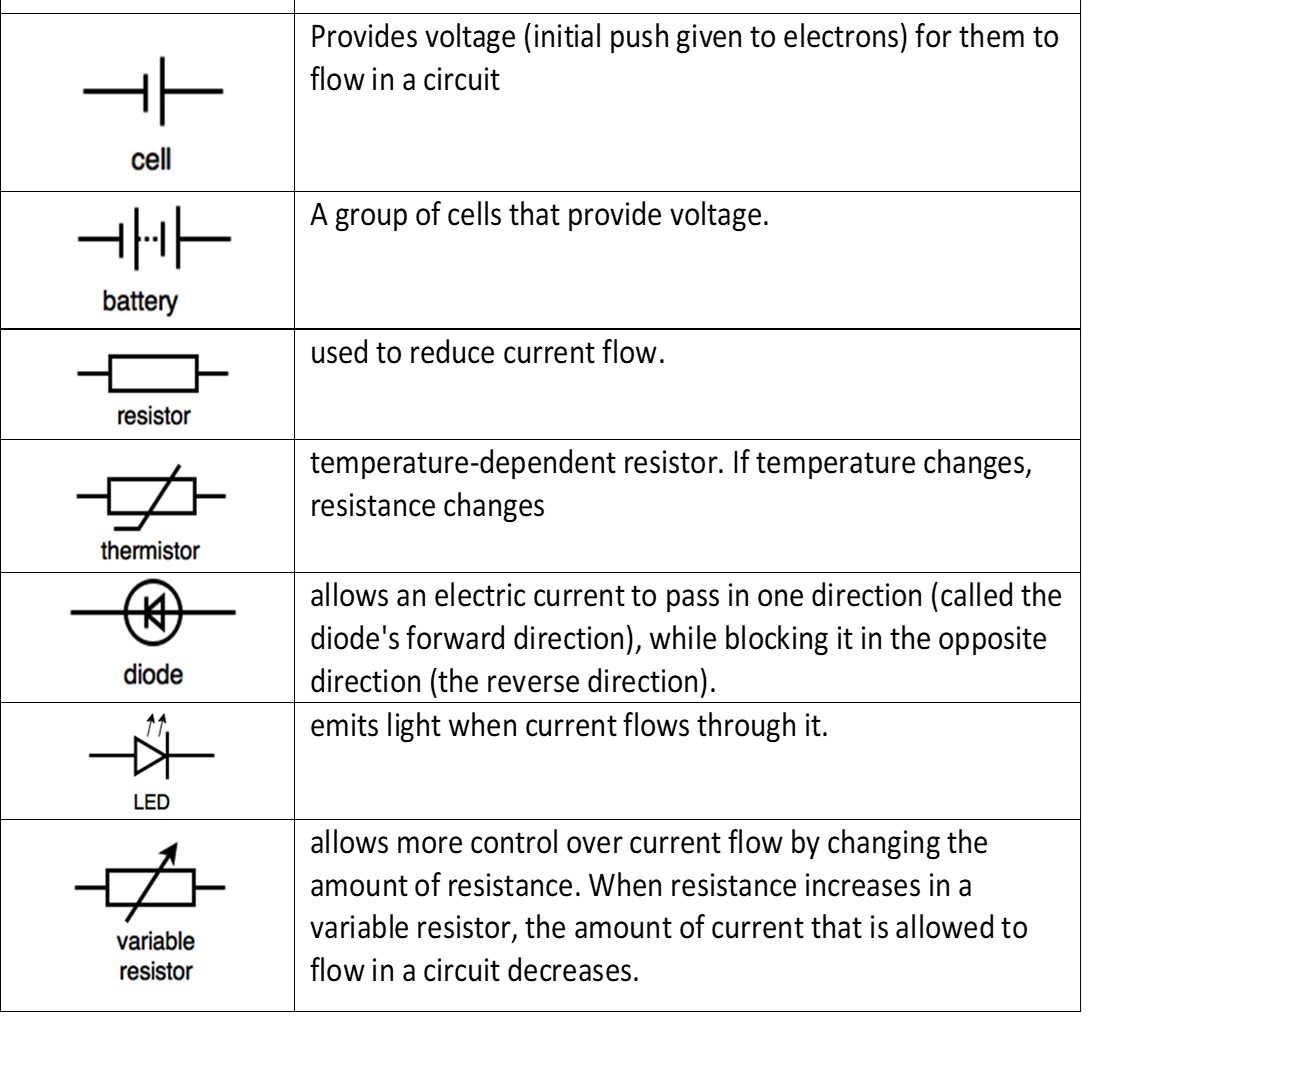 Provides voltage (initial push given to electrons) for them to
flow in a circuit
cell
A group of cells that provide voltage.
battery
used to reduce current flow.
resistor
temperature-dependent resistor. If temperature changes,
resistance changes
thermistor
allows an electric current to pass in one direction (called the
diode's forward direction), while blocking it in the opposite
direction (the reverse direction).
diode
emits light when current flows through it.
LED
allows more control over current flow by changing the
amount of resistance. When resistance increases in a
variable resistor, the amount of current that is allowed to
flow in a circuit decreases.
variable
resistor